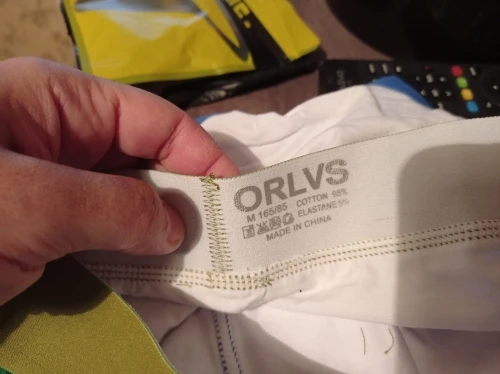 ORLVS
M 165/85 COTTON 95%
ELASTANE 5%
MADE IN CHINA